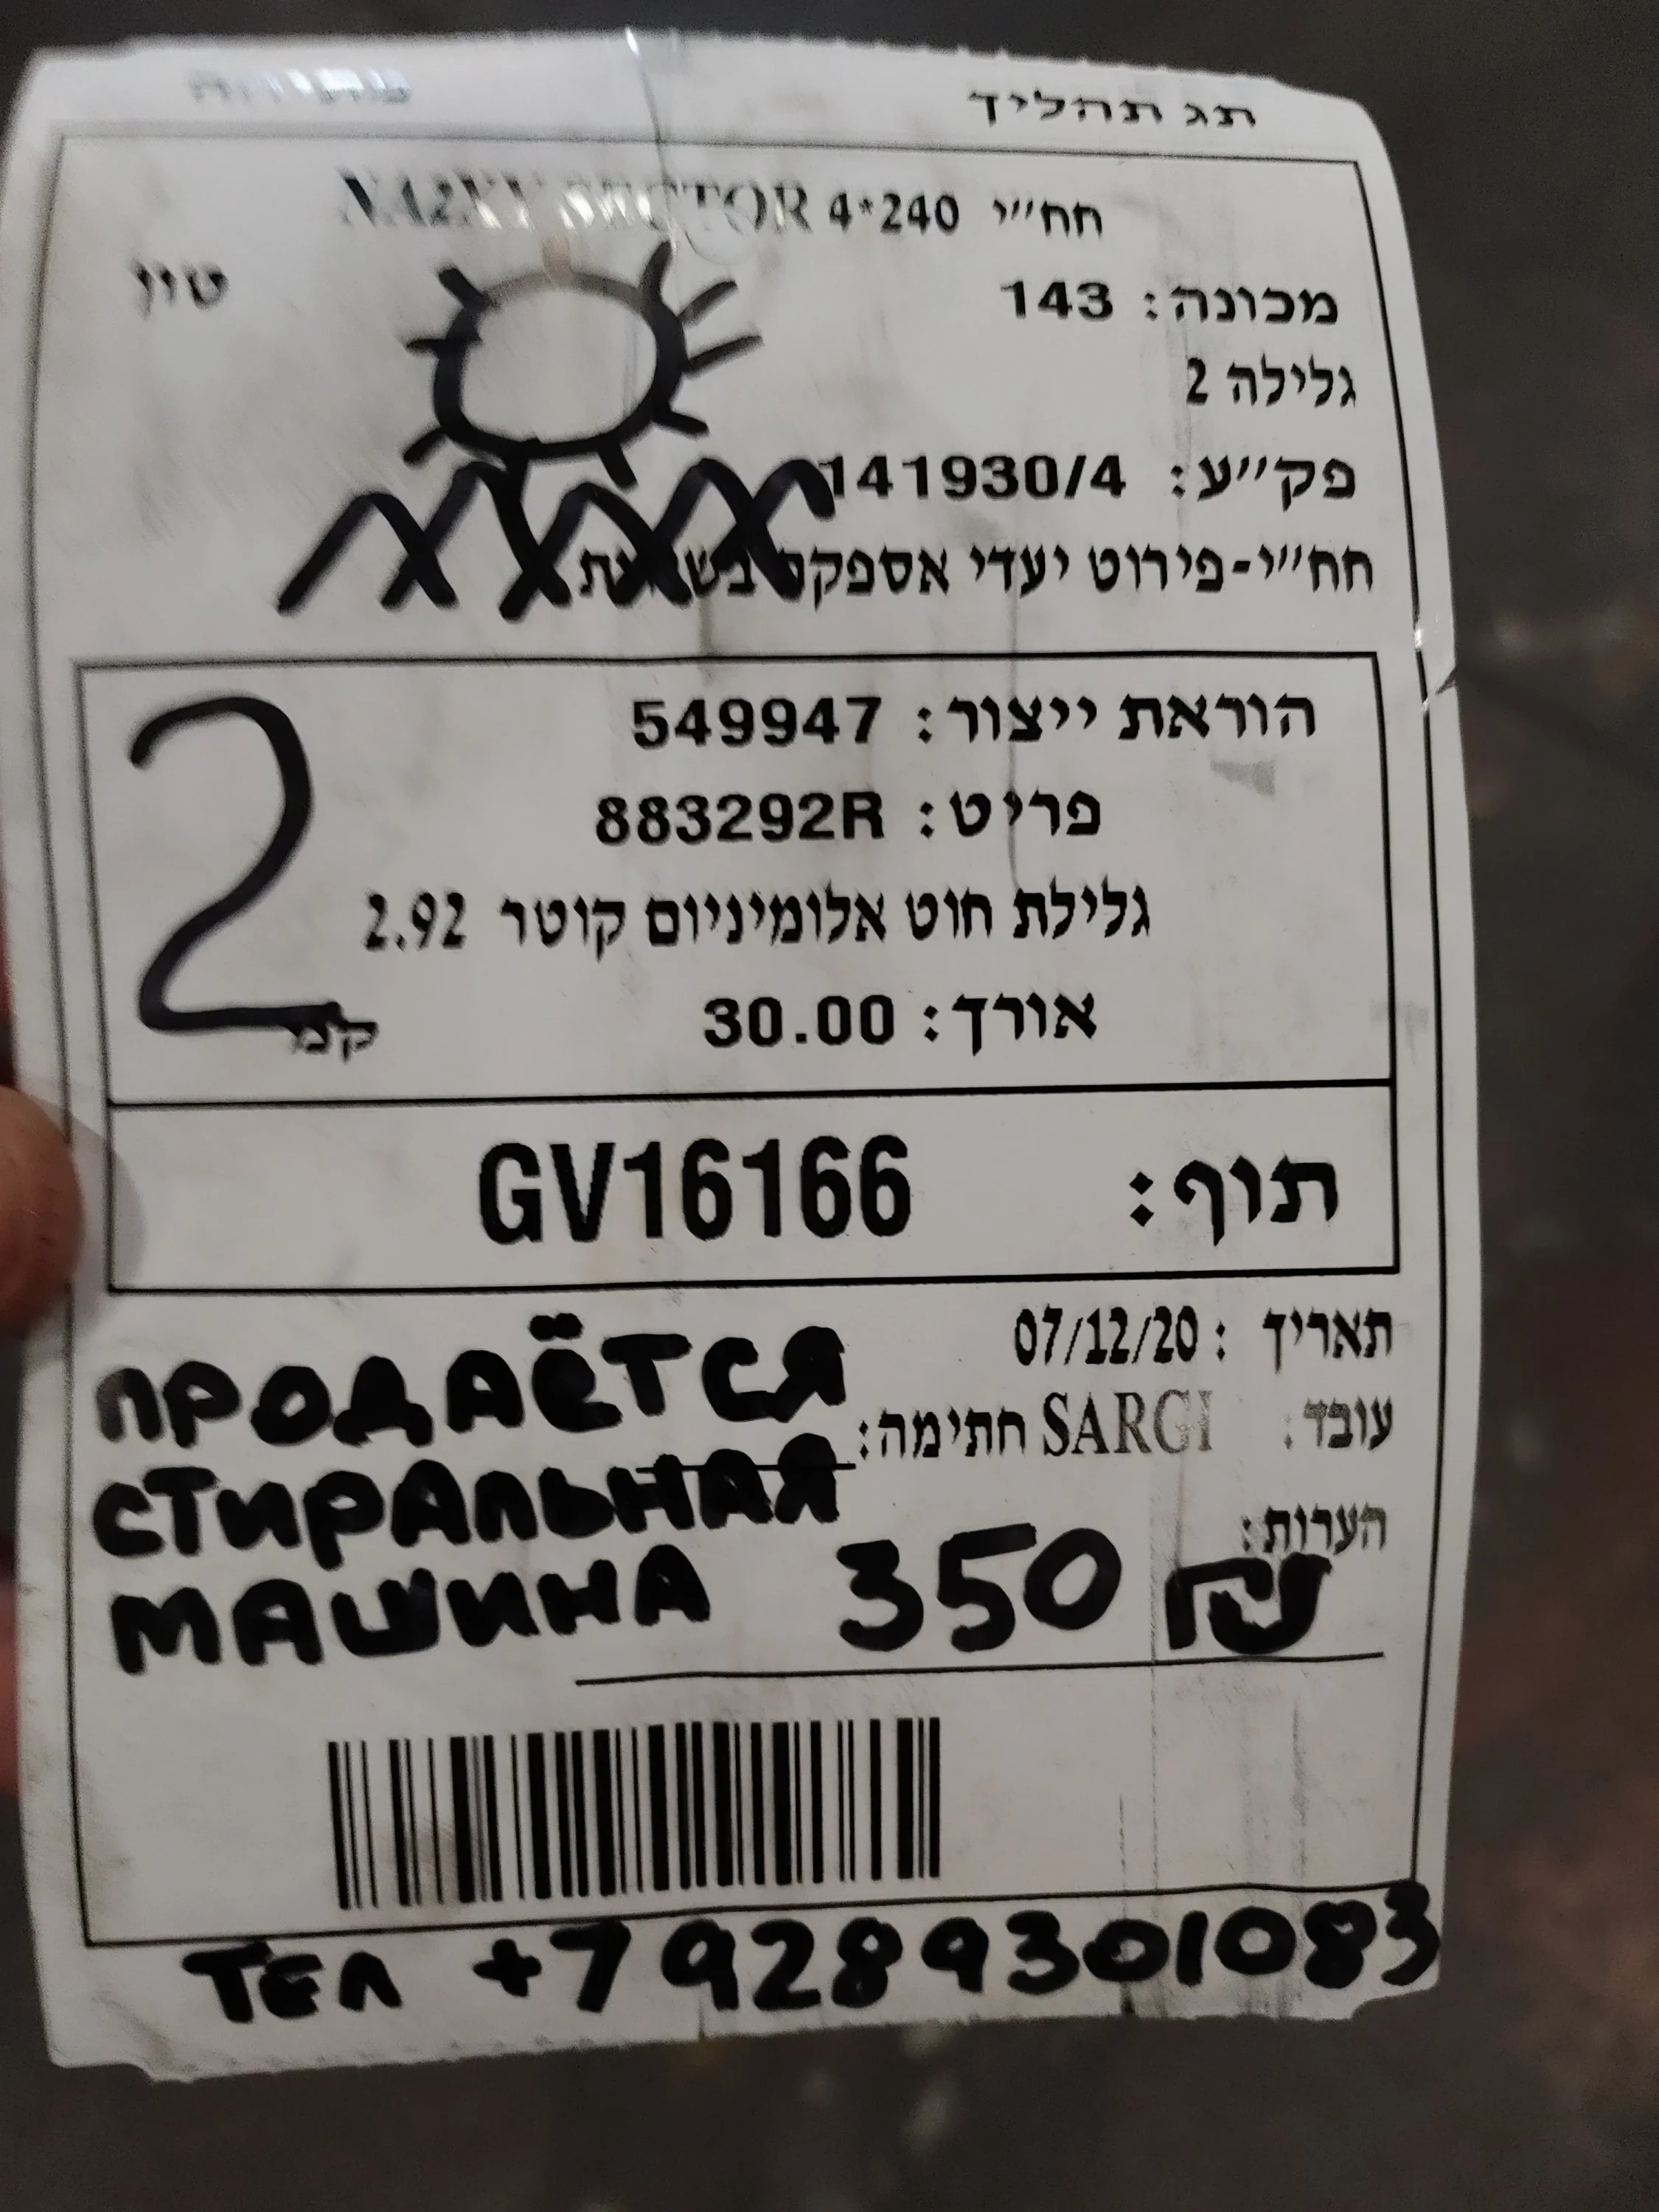 תג תהליך
חח"י NA2XY SECTOR 4*240
מכונה: 143
טיון
גלילה 2
פק"ע: 141930/4
חח"י-פירוט יעדי אספקה
הוראת ייצור: 549947
פריט: 883292R
גלילת חוט אלומיניום קוטר 2.92
אורך: 30.00
קמ
2
תוף: GV16166
תאריך: 07/12/20
עובד: SARGI חתימה:
הערות:
ПРОДАЁТСЯ
СТИРАЛЬНАЯ
МАШИНА 350 ₪
ТЕЛ +79289301083